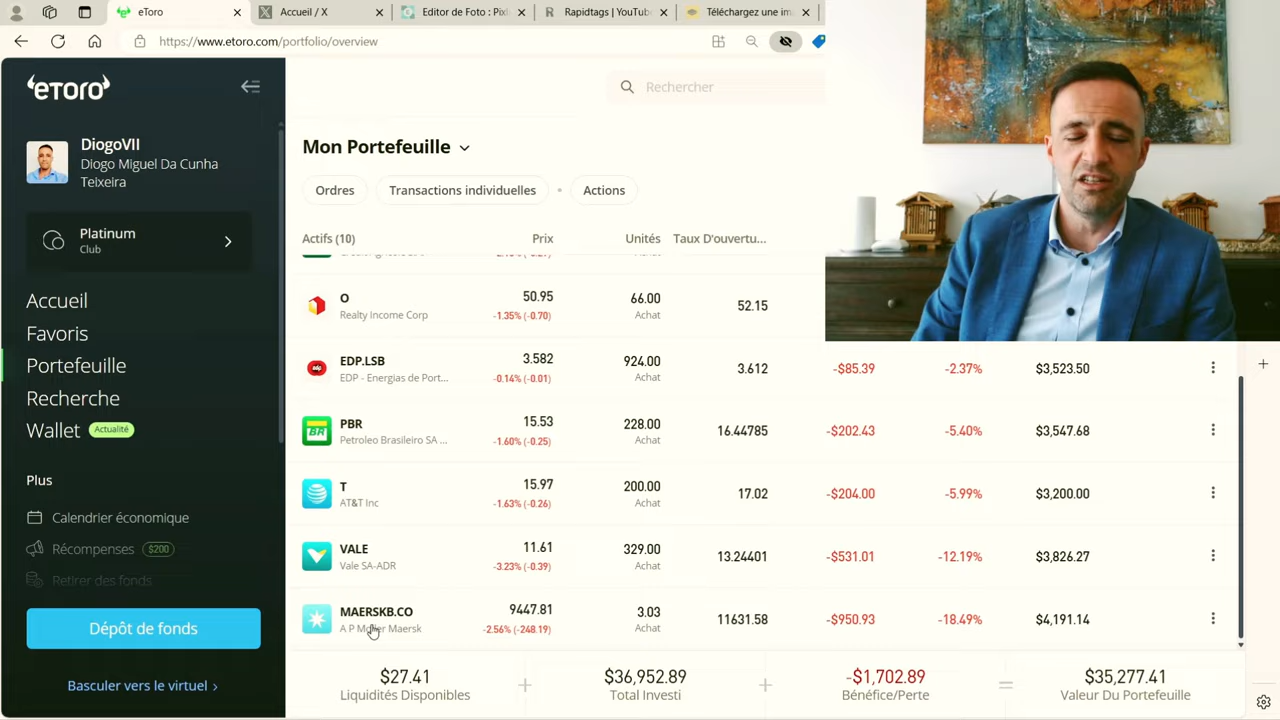 eToro
Accueil / X
Editor de Foto : Pixl
Rapidtags | YouTube
Téléchargez une im
https://www.etoro.com/portfolio/overview
eToro
Rechercher
DiogoVII
Diogo Miguel Da Cunha
Teixeira
Platinum
Club
Accueil
Favoris
Portefeuille
Recherche
Wallet
Actualité
Plus
Calendrier économique
Récompenses
$200
Retirer des fonds
Dépôt de fonds
Basculer vers le virtuel
Mon Portefeuille
Ordres
Transactions individuelles
Actions
Actifs (10)
Prix
Unités
Taux D'ouvertu...
O
50.95
66.00
52.15
Realty Income Corp
-1.35% (-0.70)
Achat
EDP.LSB
3.582
924.00
3.612
-$85.39
-2.37%
$3,523.50
EDP - Energias de Port...
-0.14% (-0.01)
Achat
PBR
15.53
228.00
16.44785
-$202.43
-5.40%
$3,547.68
Petroleo Brasileiro SA ...
-1.60% (-0.25)
Achat
T
15.97
200.00
17.02
-$204.00
-5.99%
$3,200.00
AT&T Inc
-1.63% (-0.26)
Achat
VALE
11.61
329.00
13.24401
-$531.01
-12.19%
$3,826.27
Vale SA-ADR
-3.23% (-0.39)
Achat
MAERSKB.CO
9447.81
3.03
11631.58
-$950.93
-18.49%
$4,191.14
A P Moller Maersk
-2.56% (-248.19)
Achat
$27.41
+
$36,952.89
+
-$1,702.89
=
$35,277.41
Liquidités Disponibles
Total Investi
Bénéfice/Perte
Valeur Du Portefeuille